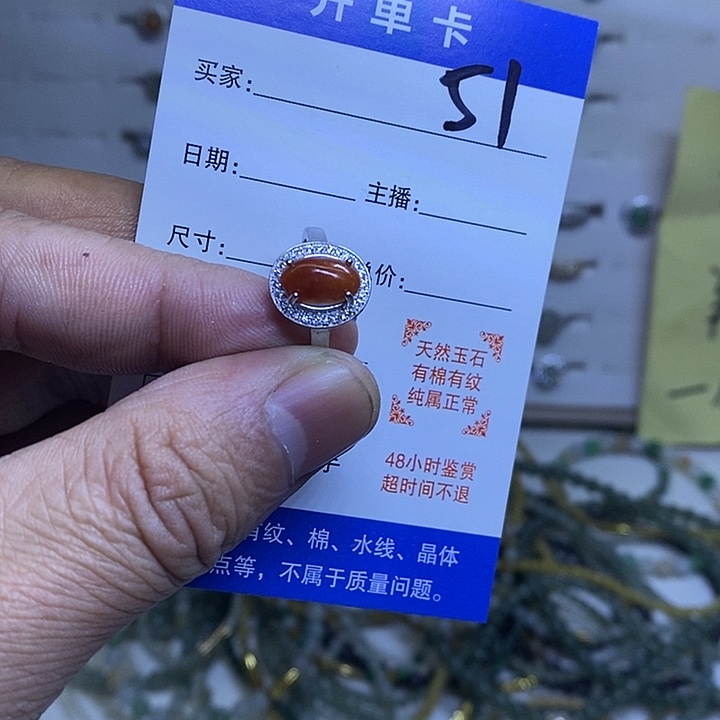 开单卡
买家: 51
日期: 主播:
尺寸: 价:
天然玉石
有棉有纹
纯属正常
48小时鉴赏
超时间不退
有纹、棉、水线、晶体
点等，不属于质量问题。